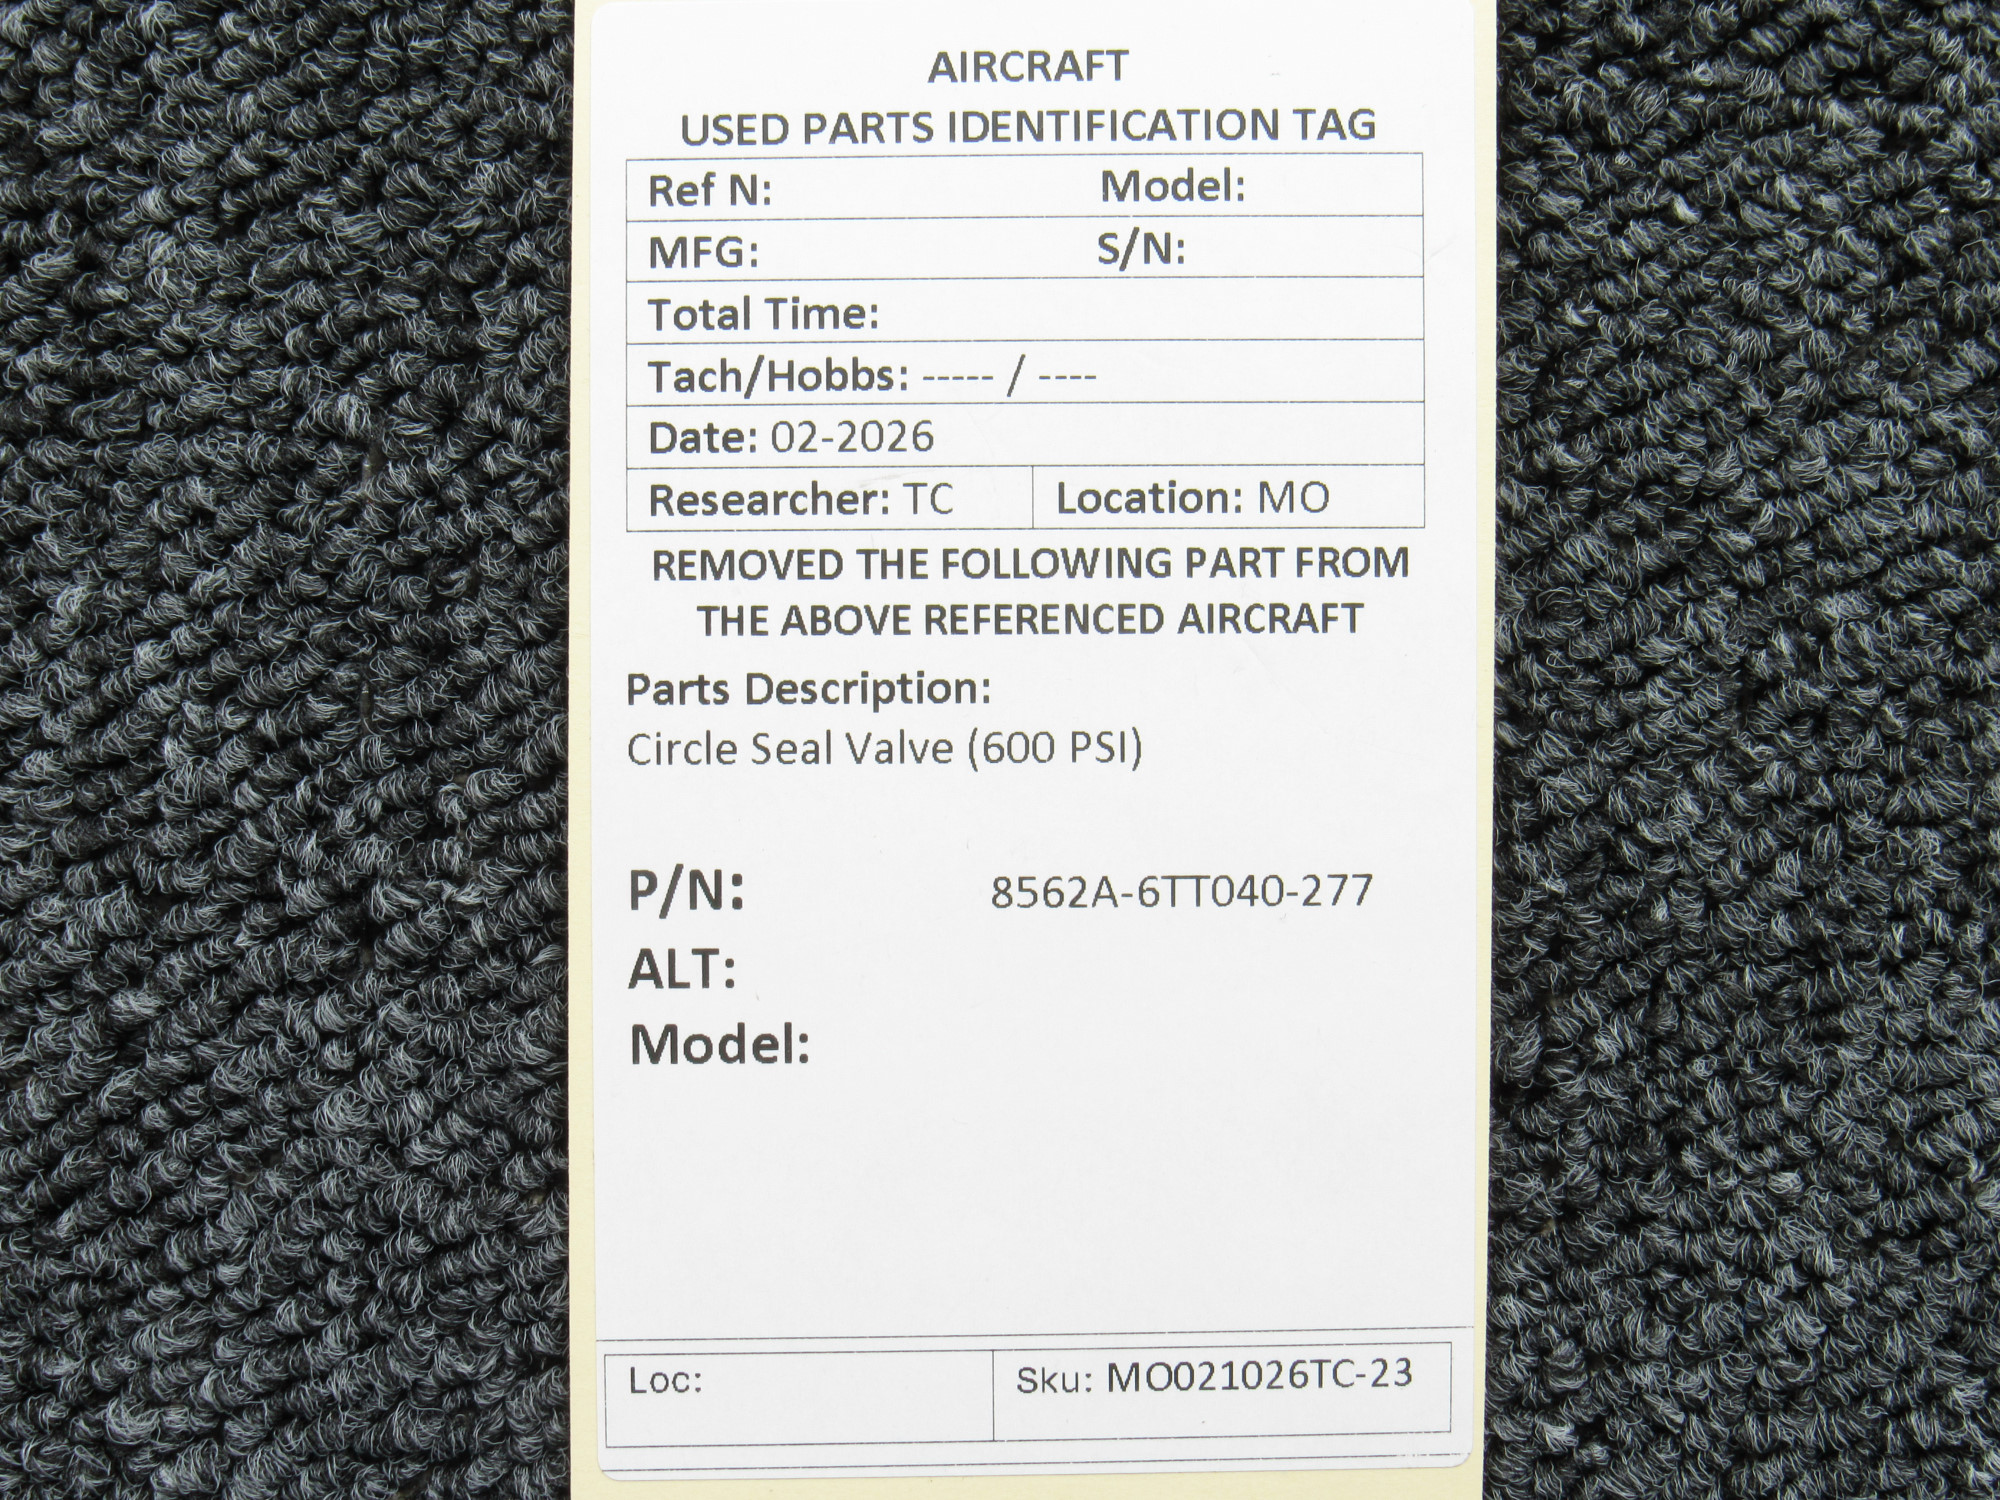 AIRCRAFT
USED PARTS IDENTIFICATION TAG
Ref N: Model:
MFG: S/N:
Total Time:
Tach/Hobbs: ----- / ----
Date: 02-2026
Researcher: TC Location: MO
REMOVED THE FOLLOWING PART FROM
THE ABOVE REFERENCED AIRCRAFT
Parts Description:
Circle Seal Valve (600 PSI)
P/N: 8562A-6TT040-277
ALT:
Model:
Loc: Sku: MO021026TC-23